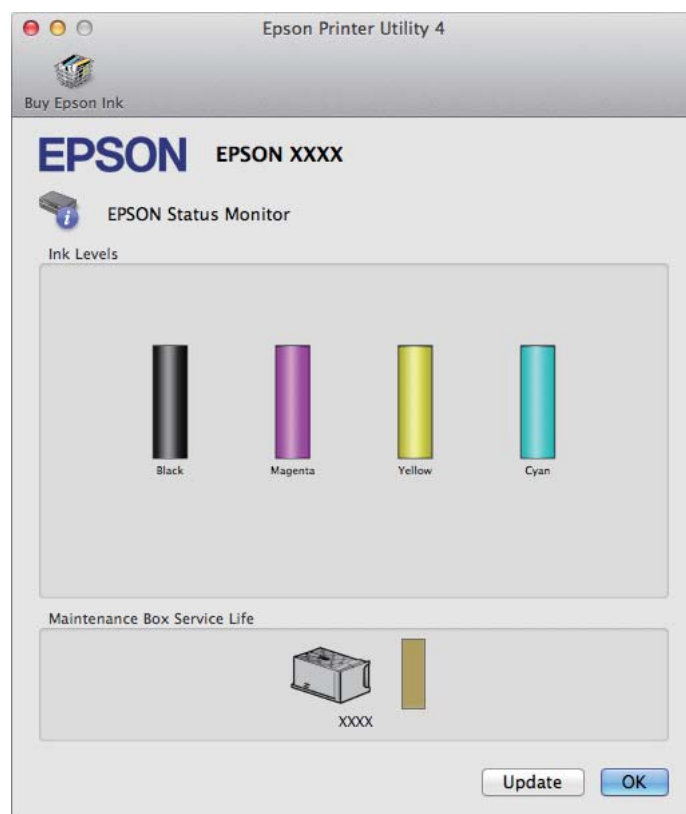 Epson Printer Utility 4
Buy Epson Ink
EPSON EPSON XXXX
EPSON Status Monitor
Ink Levels
Black Magenta Yellow Cyan
Maintenance Box Service Life
XXXX
Update OK